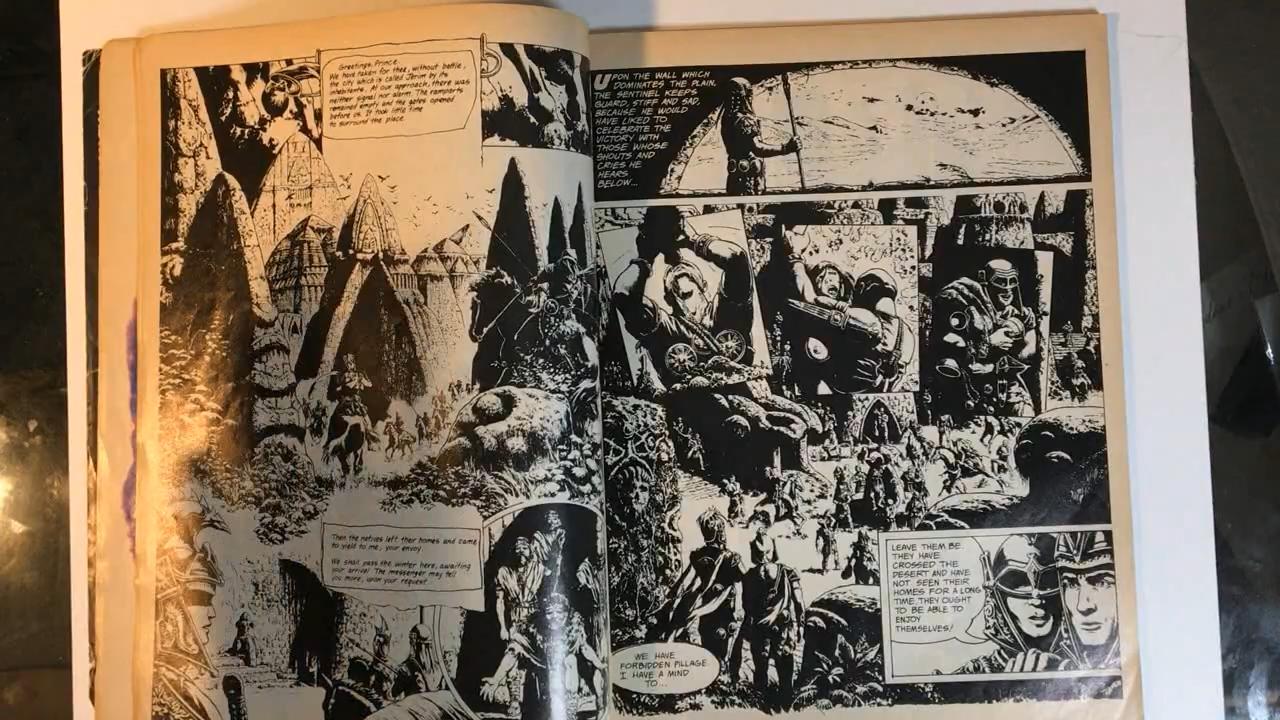 Greetings, Prince.
We have taken for thee, without battle,
the city which is called Jerim by its
inhabitants. At our approach, there was
neither signal nor alarm. The ramparts
remained empty and the gates opened
before us. It took us little time
to surround the place.
Then the natives left their homes and came
to yield to me, your envoy.
We shall pass the winter here, awaiting
your arrival. The messenger may tell
you more, upon your request.
UPON THE WALL WHICH
DOMINATES THE PLAIN,
THE SENTINEL KEEPS
GUARD, STIFF AND SAD,
BECAUSE HE WOULD
HAVE LIKED TO
CELEBRATE THE
VICTORY WITH
THOSE WHOSE
SHOUTS AND
CRIES HE
HEARS
BELOW...
WE HAVE
FORBIDDEN PILLAGE.
I HAVE A MIND
TO...
LEAVE THEM BE.
THEY HAVE
CROSSED THE
DESERT AND HAVE
NOT SEEN THEIR
HOMES FOR A LONG
TIME. THEY OUGHT
TO BE ABLE TO
ENJOY
THEMSELVES!